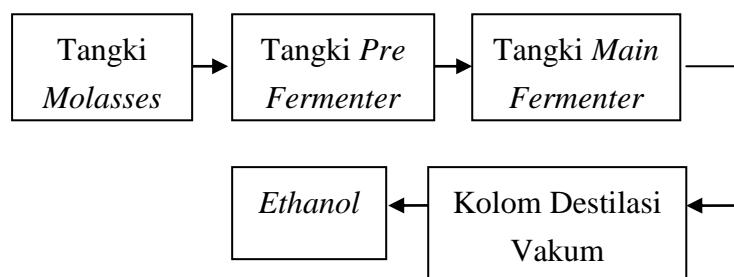 Tangki
Molasses
Tangki Pre
Fermenter
Tangki Main
Fermenter
Ethanol
Kolom Destilasi
Vakum